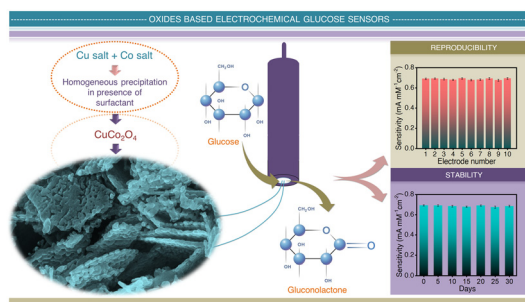 OXIDES BASED ELECTROCHEMICAL GLUCOSE SENSORS
Cu salt + Co salt
Homogeneous precipitation
in presence of
surfactant
CuCo₂O₄
CH₂OH
O
OH
OH
OH
OH
Glucose
CH₂OH
O
O
OH
OH
OH
Gluconolactone
REPRODUCIBILITY
Sensitivity (mA mM⁻¹cm⁻²)
0.8
0.6
0.4
0.2
0.0
1 2 3 4 5 6 7 8 9 10
Electrode number
STABILITY
Sensitivity (mA mM⁻¹cm⁻²)
0.8
0.6
0.4
0.2
0.0
0 5 10 15 20 25 30
Days